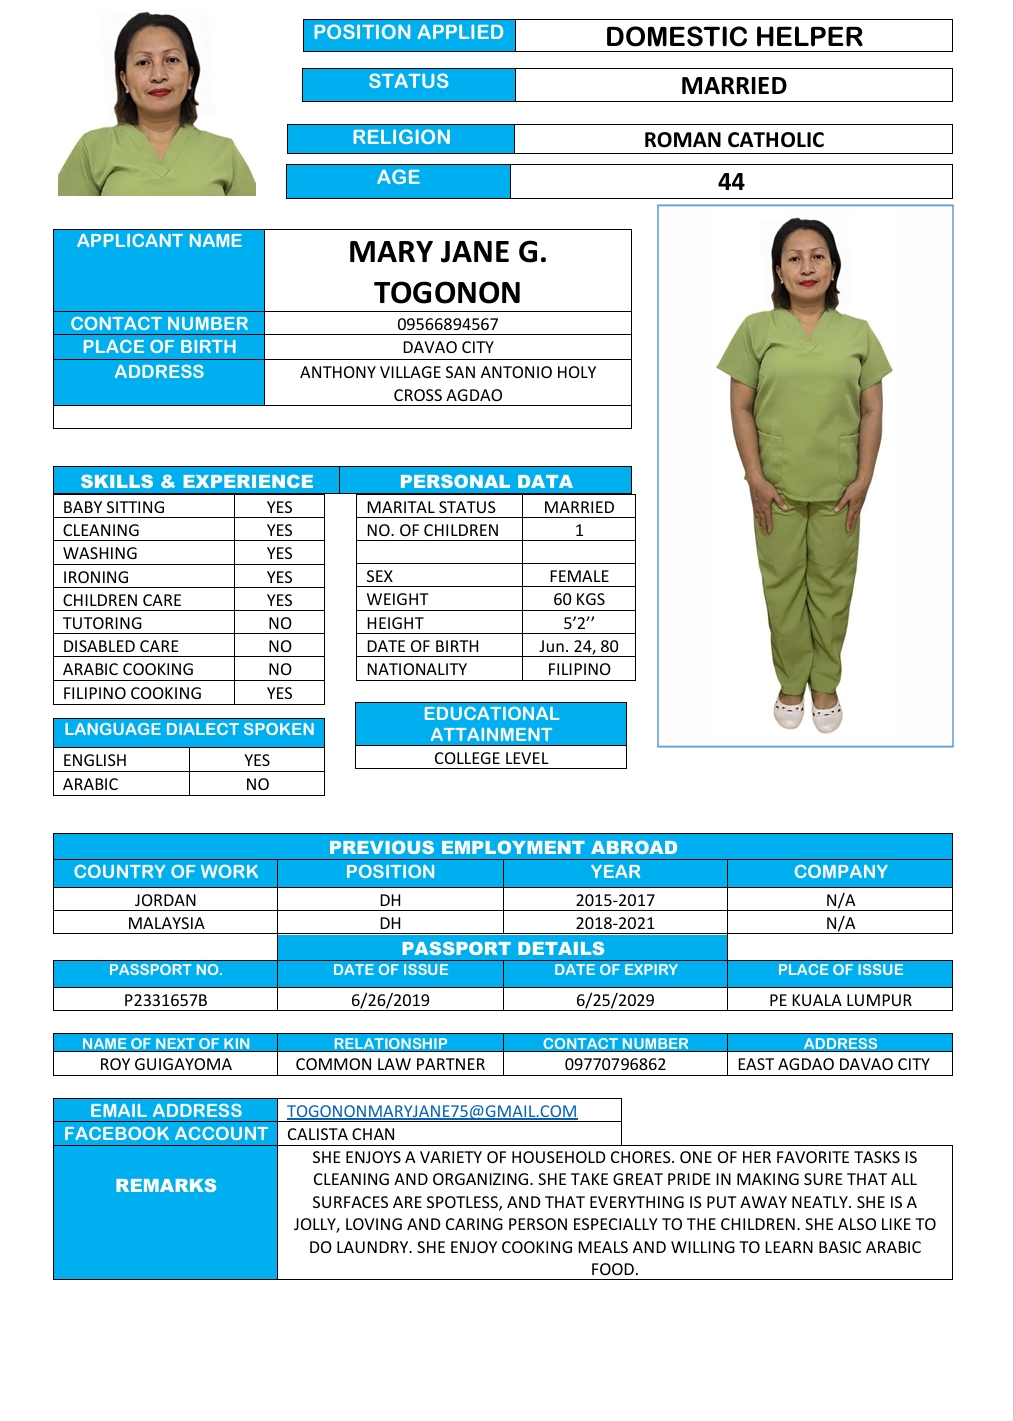 POSITION APPLIED DOMESTIC HELPER
STATUS MARRIED
RELIGION ROMAN CATHOLIC
AGE 44
APPLICANT NAME MARY JANE G.
TOGONON
CONTACT NUMBER 09566894567
PLACE OF BIRTH DAVAO CITY
ADDRESS ANTHONY VILLAGE SAN ANTONIO HOLY
CROSS AGDAO
SKILLS & EXPERIENCE PERSONAL DATA
BABY SITTING YES MARITAL STATUS MARRIED
CLEANING YES NO. OF CHILDREN 1
WASHING YES
IRONING YES SEX FEMALE
CHILDREN CARE YES WEIGHT 60 KGS
TUTORING NO HEIGHT 5’2’’
DISABLED CARE NO DATE OF BIRTH Jun. 24, 80
ARABIC COOKING NO NATIONALITY FILIPINO
FILIPINO COOKING YES
LANGUAGE DIALECT SPOKEN
ENGLISH YES
ARABIC NO
EDUCATIONAL
ATTAINMENT
COLLEGE LEVEL
PREVIOUS EMPLOYMENT ABROAD
COUNTRY OF WORK POSITION YEAR COMPANY
JORDAN DH 2015-2017 N/A
MALAYSIA DH 2018-2021 N/A
PASSPORT DETAILS
PASSPORT NO. DATE OF ISSUE DATE OF EXPIRY PLACE OF ISSUE
P2331657B 6/26/2019 6/25/2029 PE KUALA LUMPUR
NAME OF NEXT OF KIN RELATIONSHIP CONTACT NUMBER ADDRESS
ROY GUIGAYOMA COMMON LAW PARTNER 09770796862 EAST AGDAO DAVAO CITY
EMAIL ADDRESS TOGONONMARYJANE75@GMAIL.COM
FACEBOOK ACCOUNT CALISTA CHAN
REMARKS
SHE ENJOYS A VARIETY OF HOUSEHOLD CHORES. ONE OF HER FAVORITE TASKS IS
CLEANING AND ORGANIZING. SHE TAKE GREAT PRIDE IN MAKING SURE THAT ALL
SURFACES ARE SPOTLESS, AND THAT EVERYTHING IS PUT AWAY NEATLY. SHE IS A
JOLLY, LOVING AND CARING PERSON ESPECIALLY TO THE CHILDREN. SHE ALSO LIKE TO
DO LAUNDRY. SHE ENJOY COOKING MEALS AND WILLING TO LEARN BASIC ARABIC
FOOD.